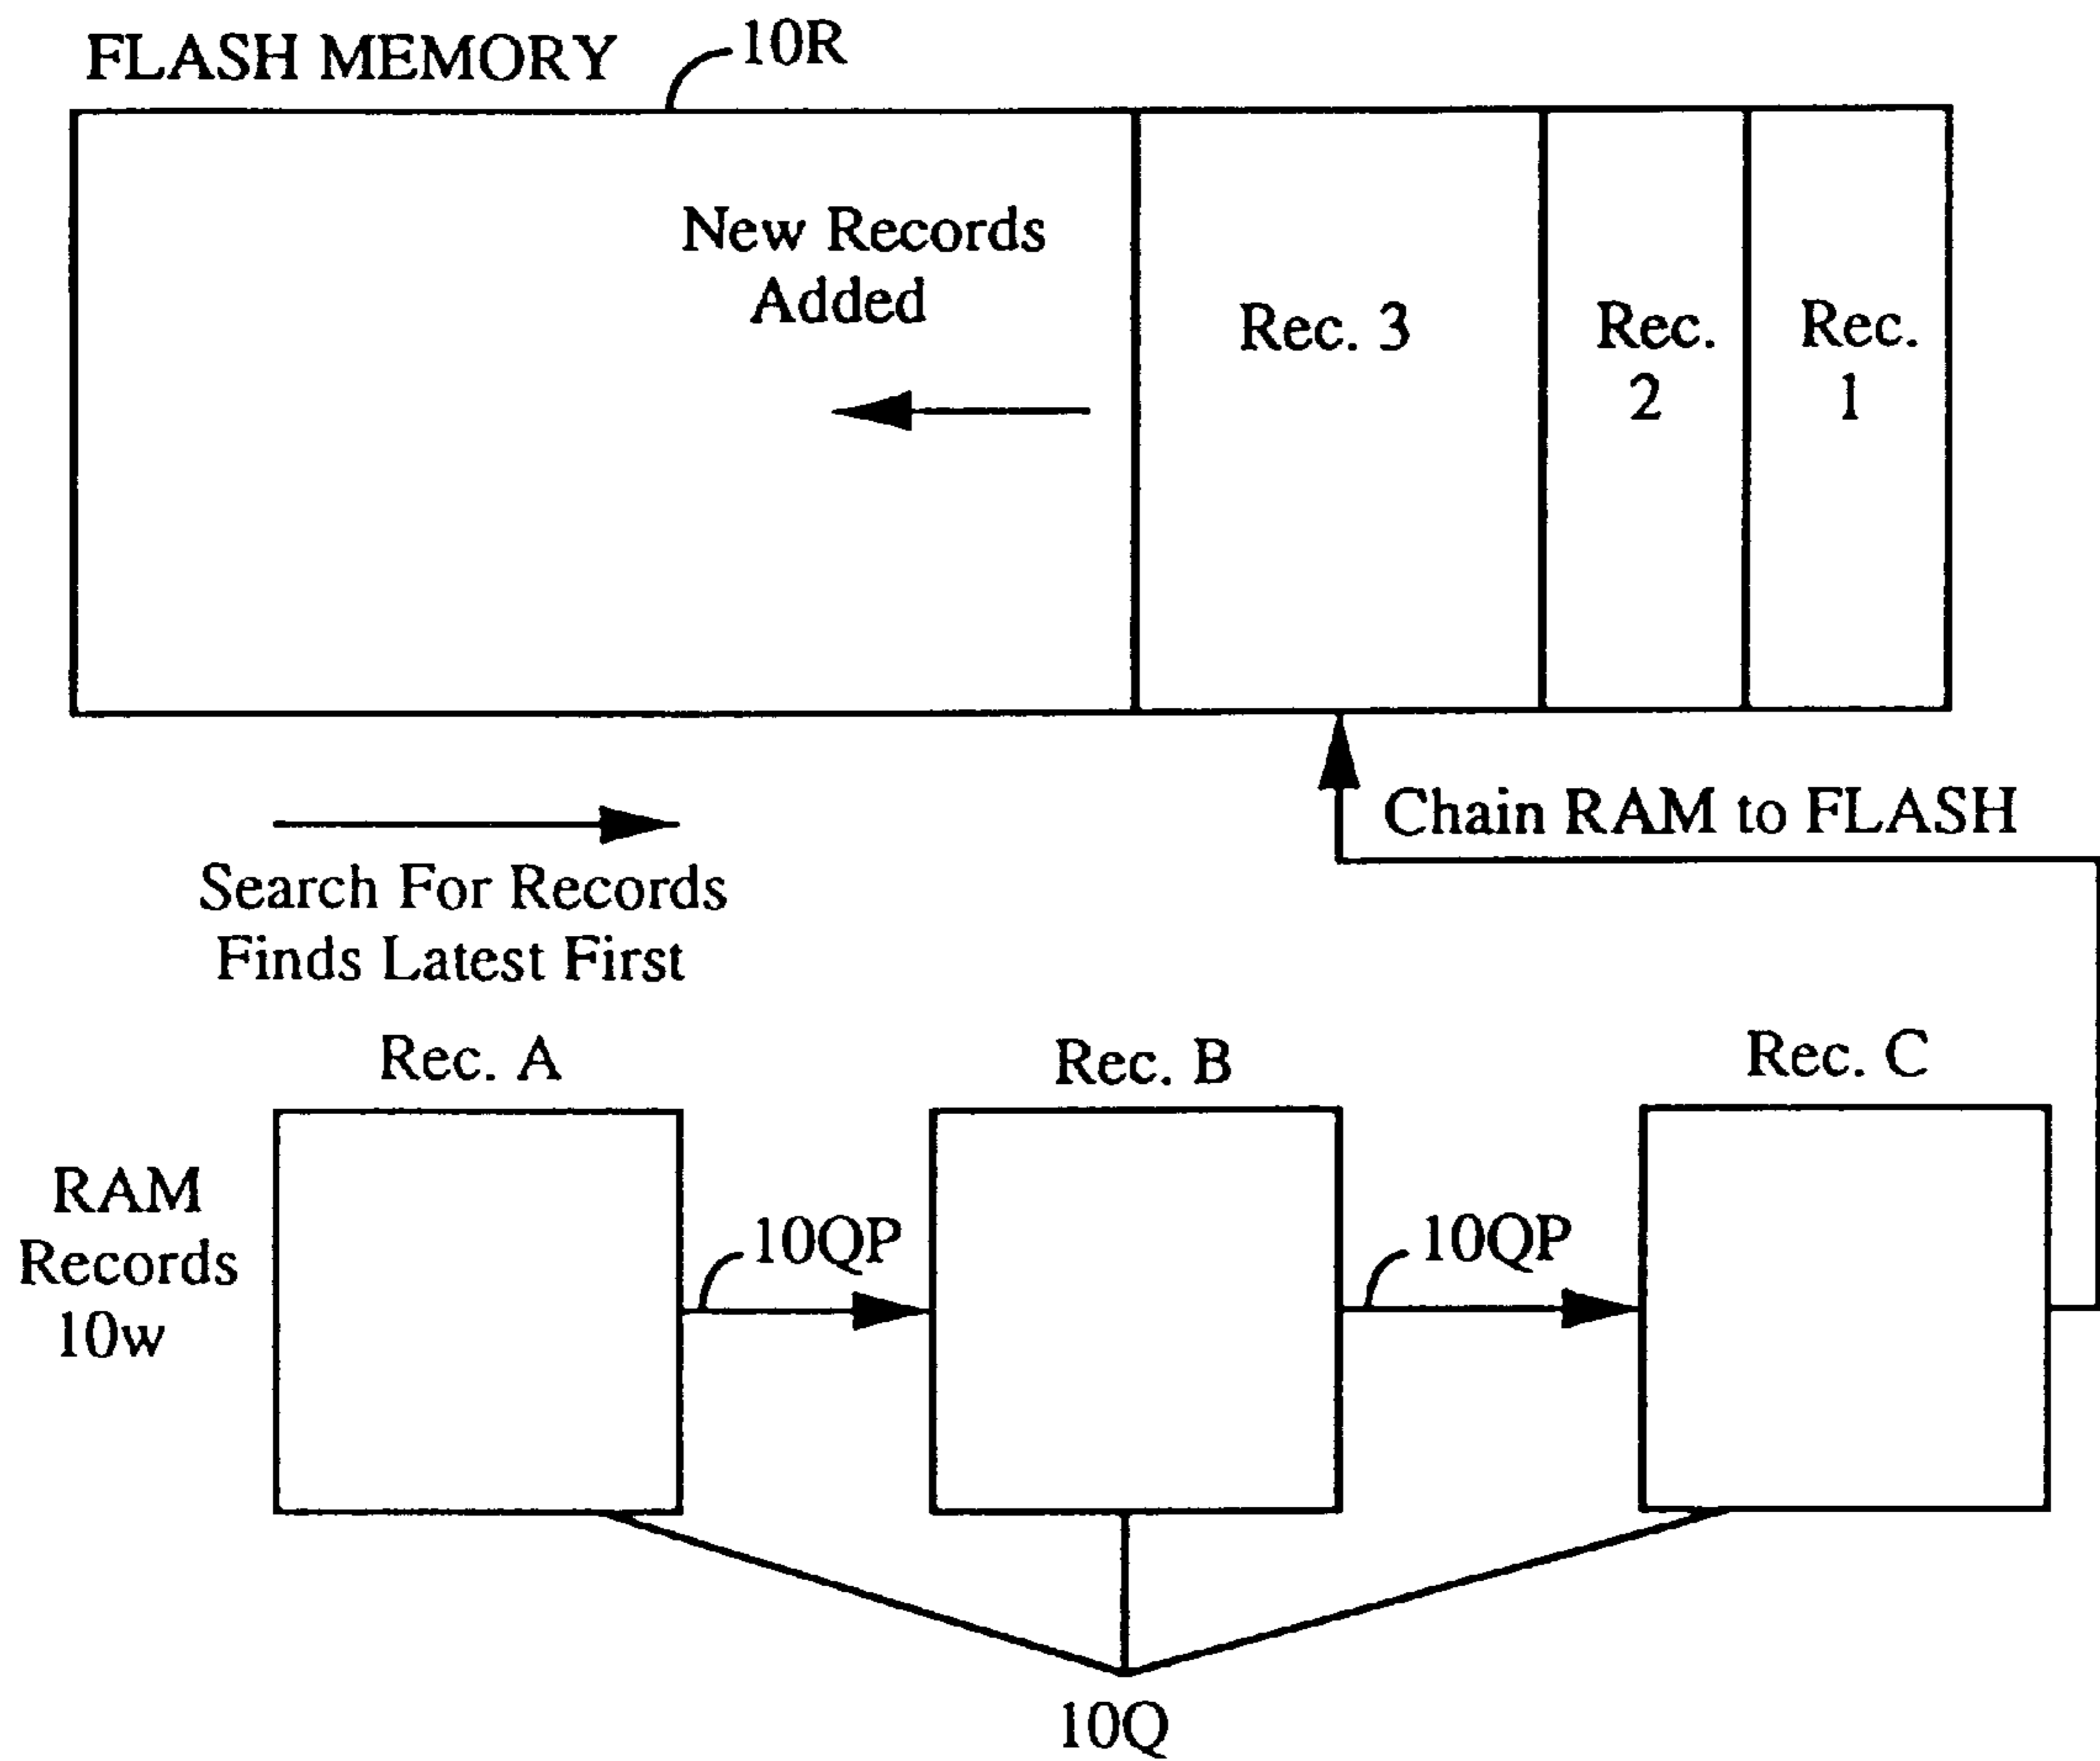 FLASH MEMORY
10R
New Records
Added
Rec. 3
Rec.
2
Rec.
1
Chain RAM to FLASH
Search For Records
Finds Latest First
Rec. A
Rec. B
Rec. C
RAM
Records
10w
10QP
10QP
10Q